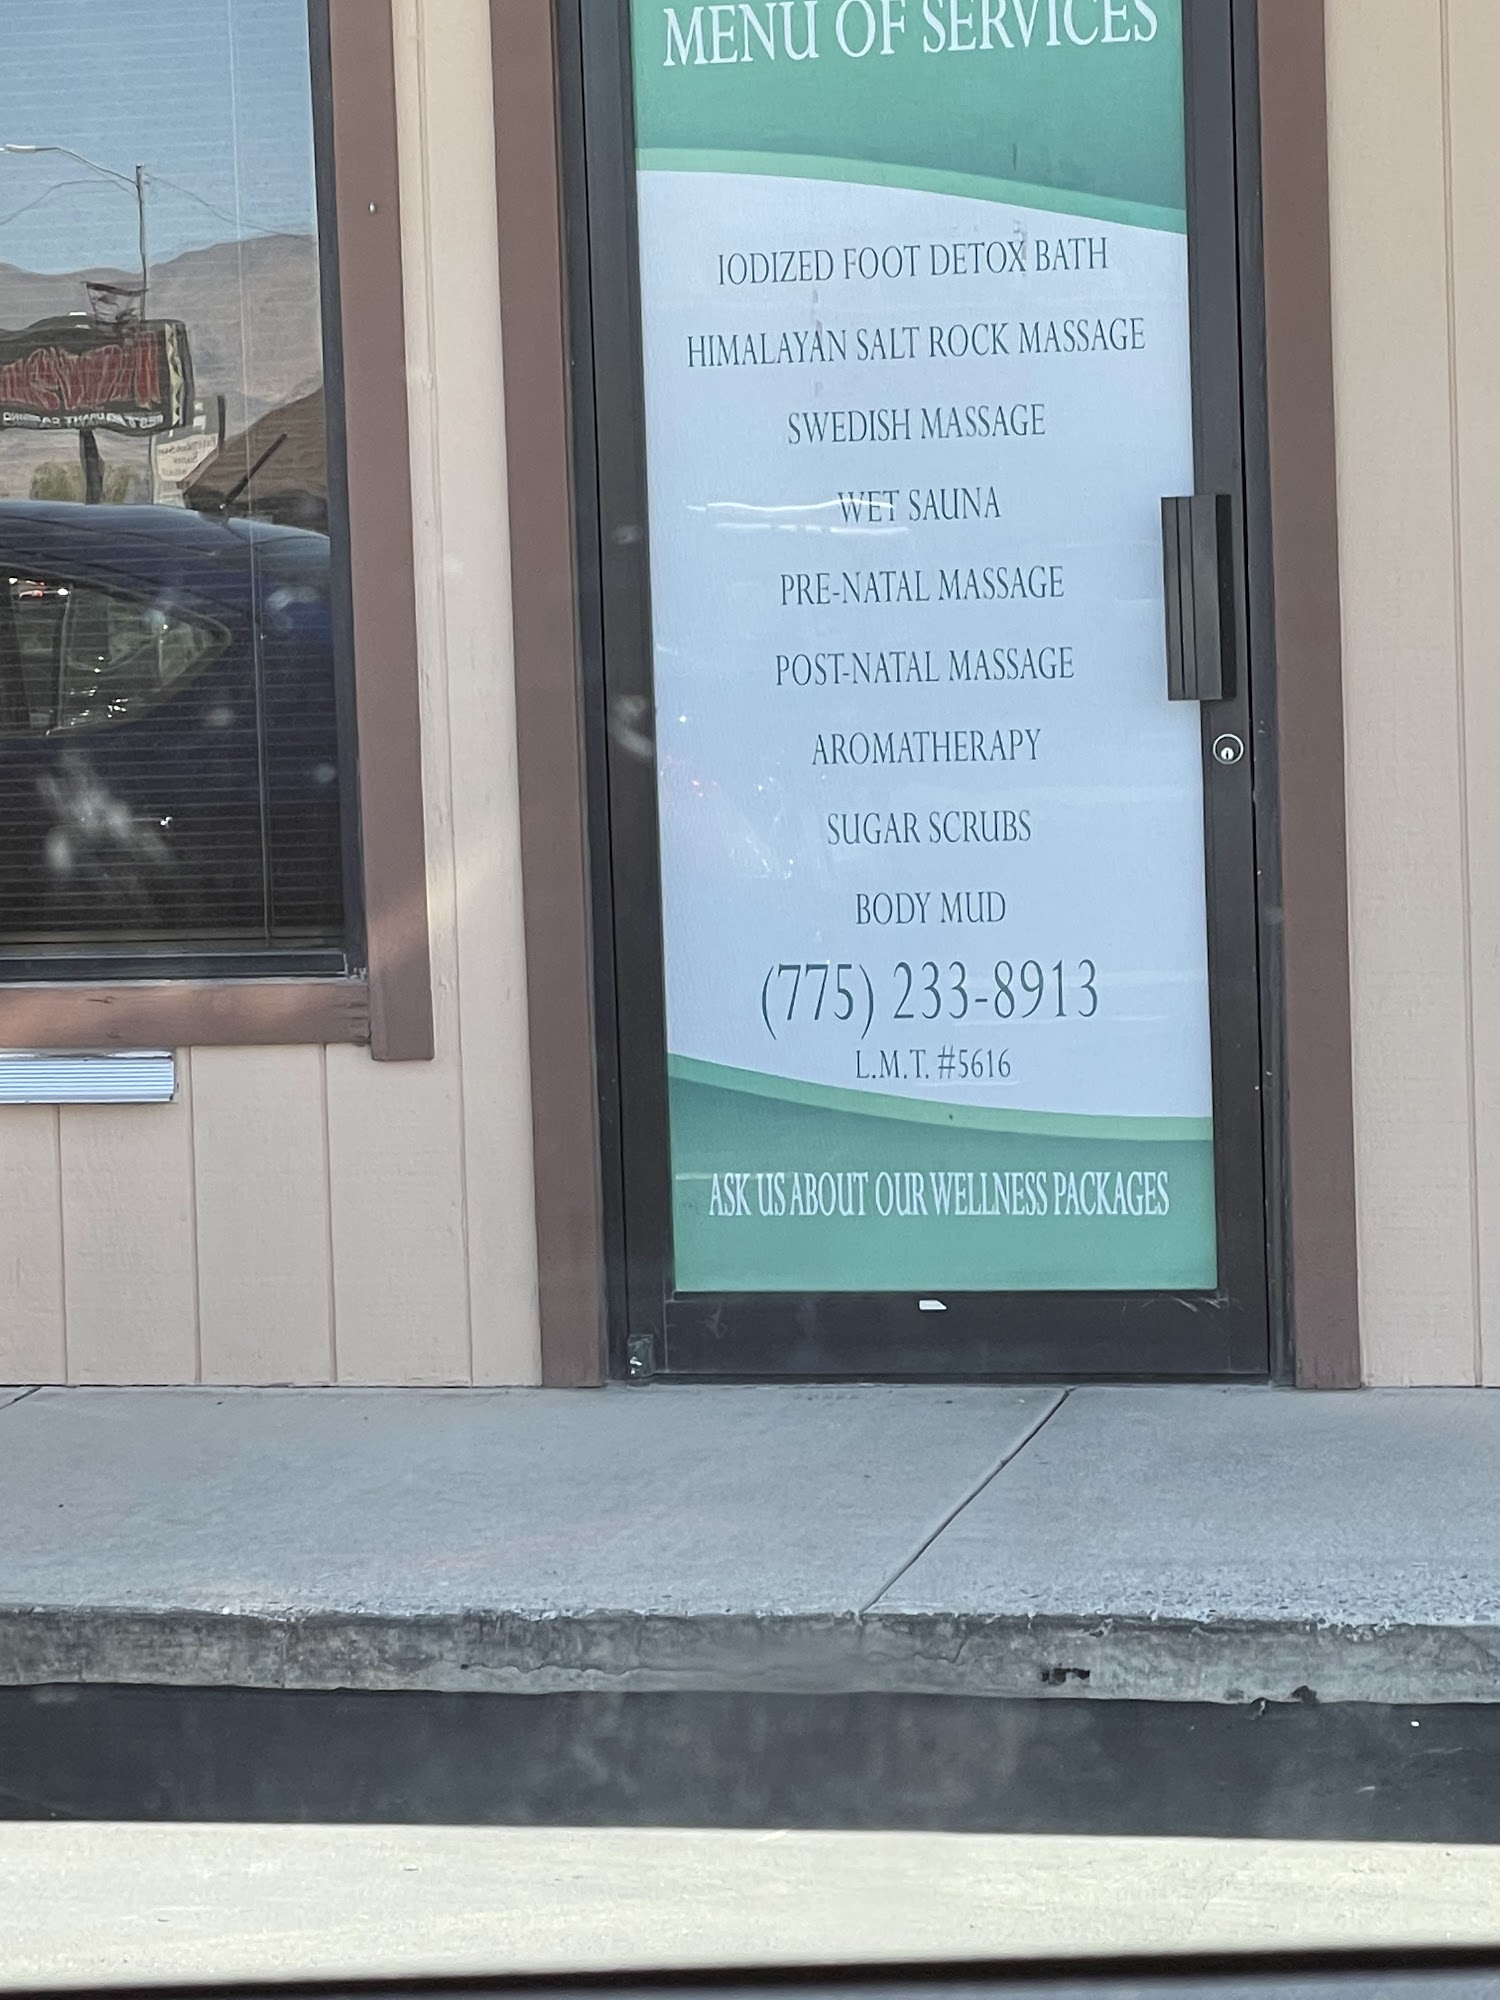 MENU OF SERVICES
IODIZED FOOT DETOX BATH
HIMALAYAN SALT ROCK MASSAGE
SWEDISH MASSAGE
WET SAUNA
PRE-NATAL MASSAGE
POST-NATAL MASSAGE
AROMATHERAPY
SUGAR SCRUBS
BODY MUD
(775) 233-8913
L.M.T. #5616
ASK US ABOUT OUR WELLNESS PACKAGES